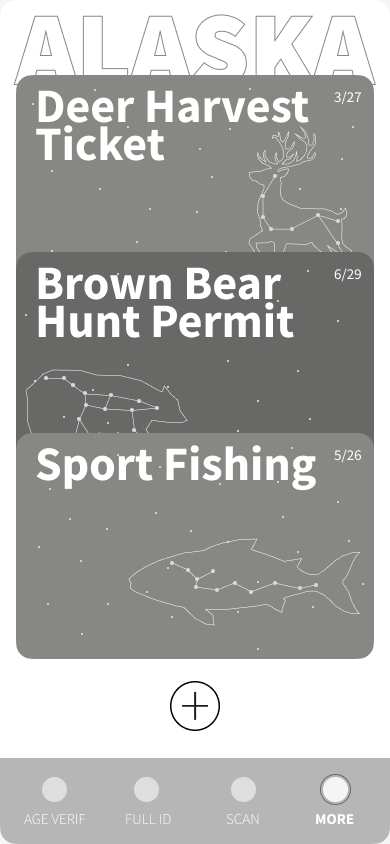 ALASKA
Deer Harvest
Ticket
3/27
Brown Bear
Hunt Permit
6/29
Sport Fishing
5/26
AGE VERIF
FULL ID
SCAN
MORE